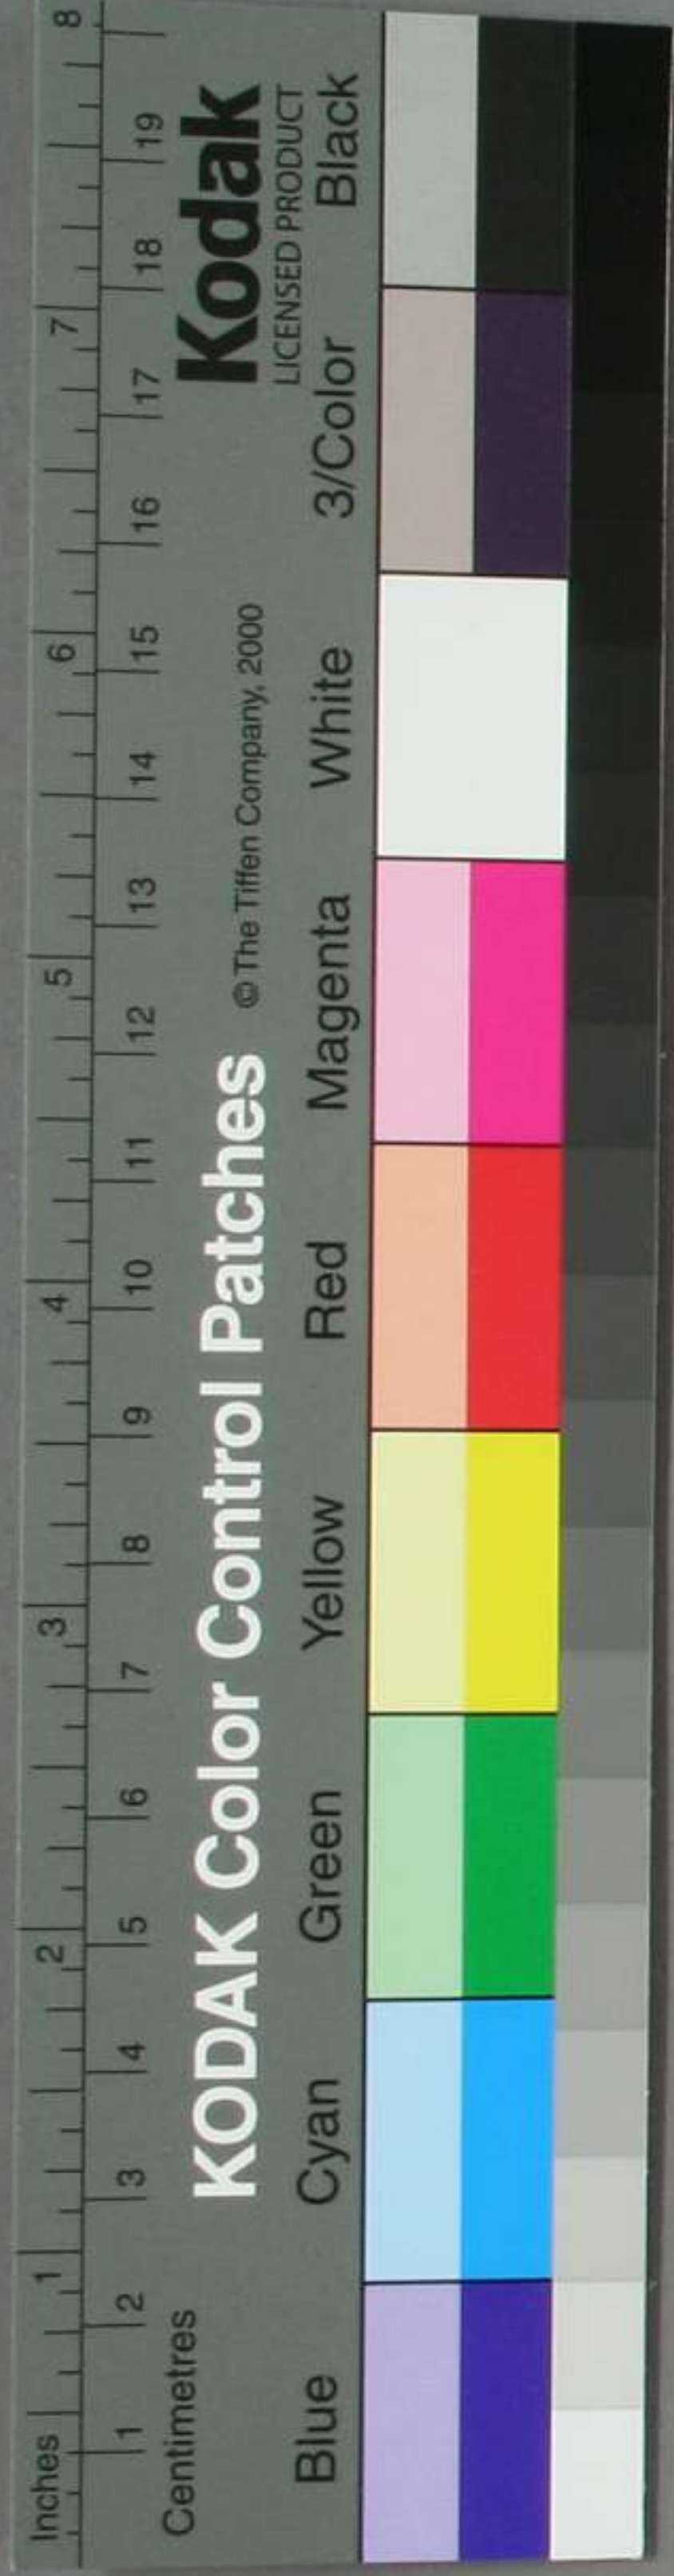 Inches 1 2 3 4 5 6 7 8
1 2 3 4 5 6 7 8 9 10 11 12 13 14 15 16 17 18 19
Centimetres
KODAK Color Control Patches © The Tiffen Company, 2000
Kodak
LICENSED PRODUCT
Blue Cyan Green Yellow Red Magenta White 3/Color Black